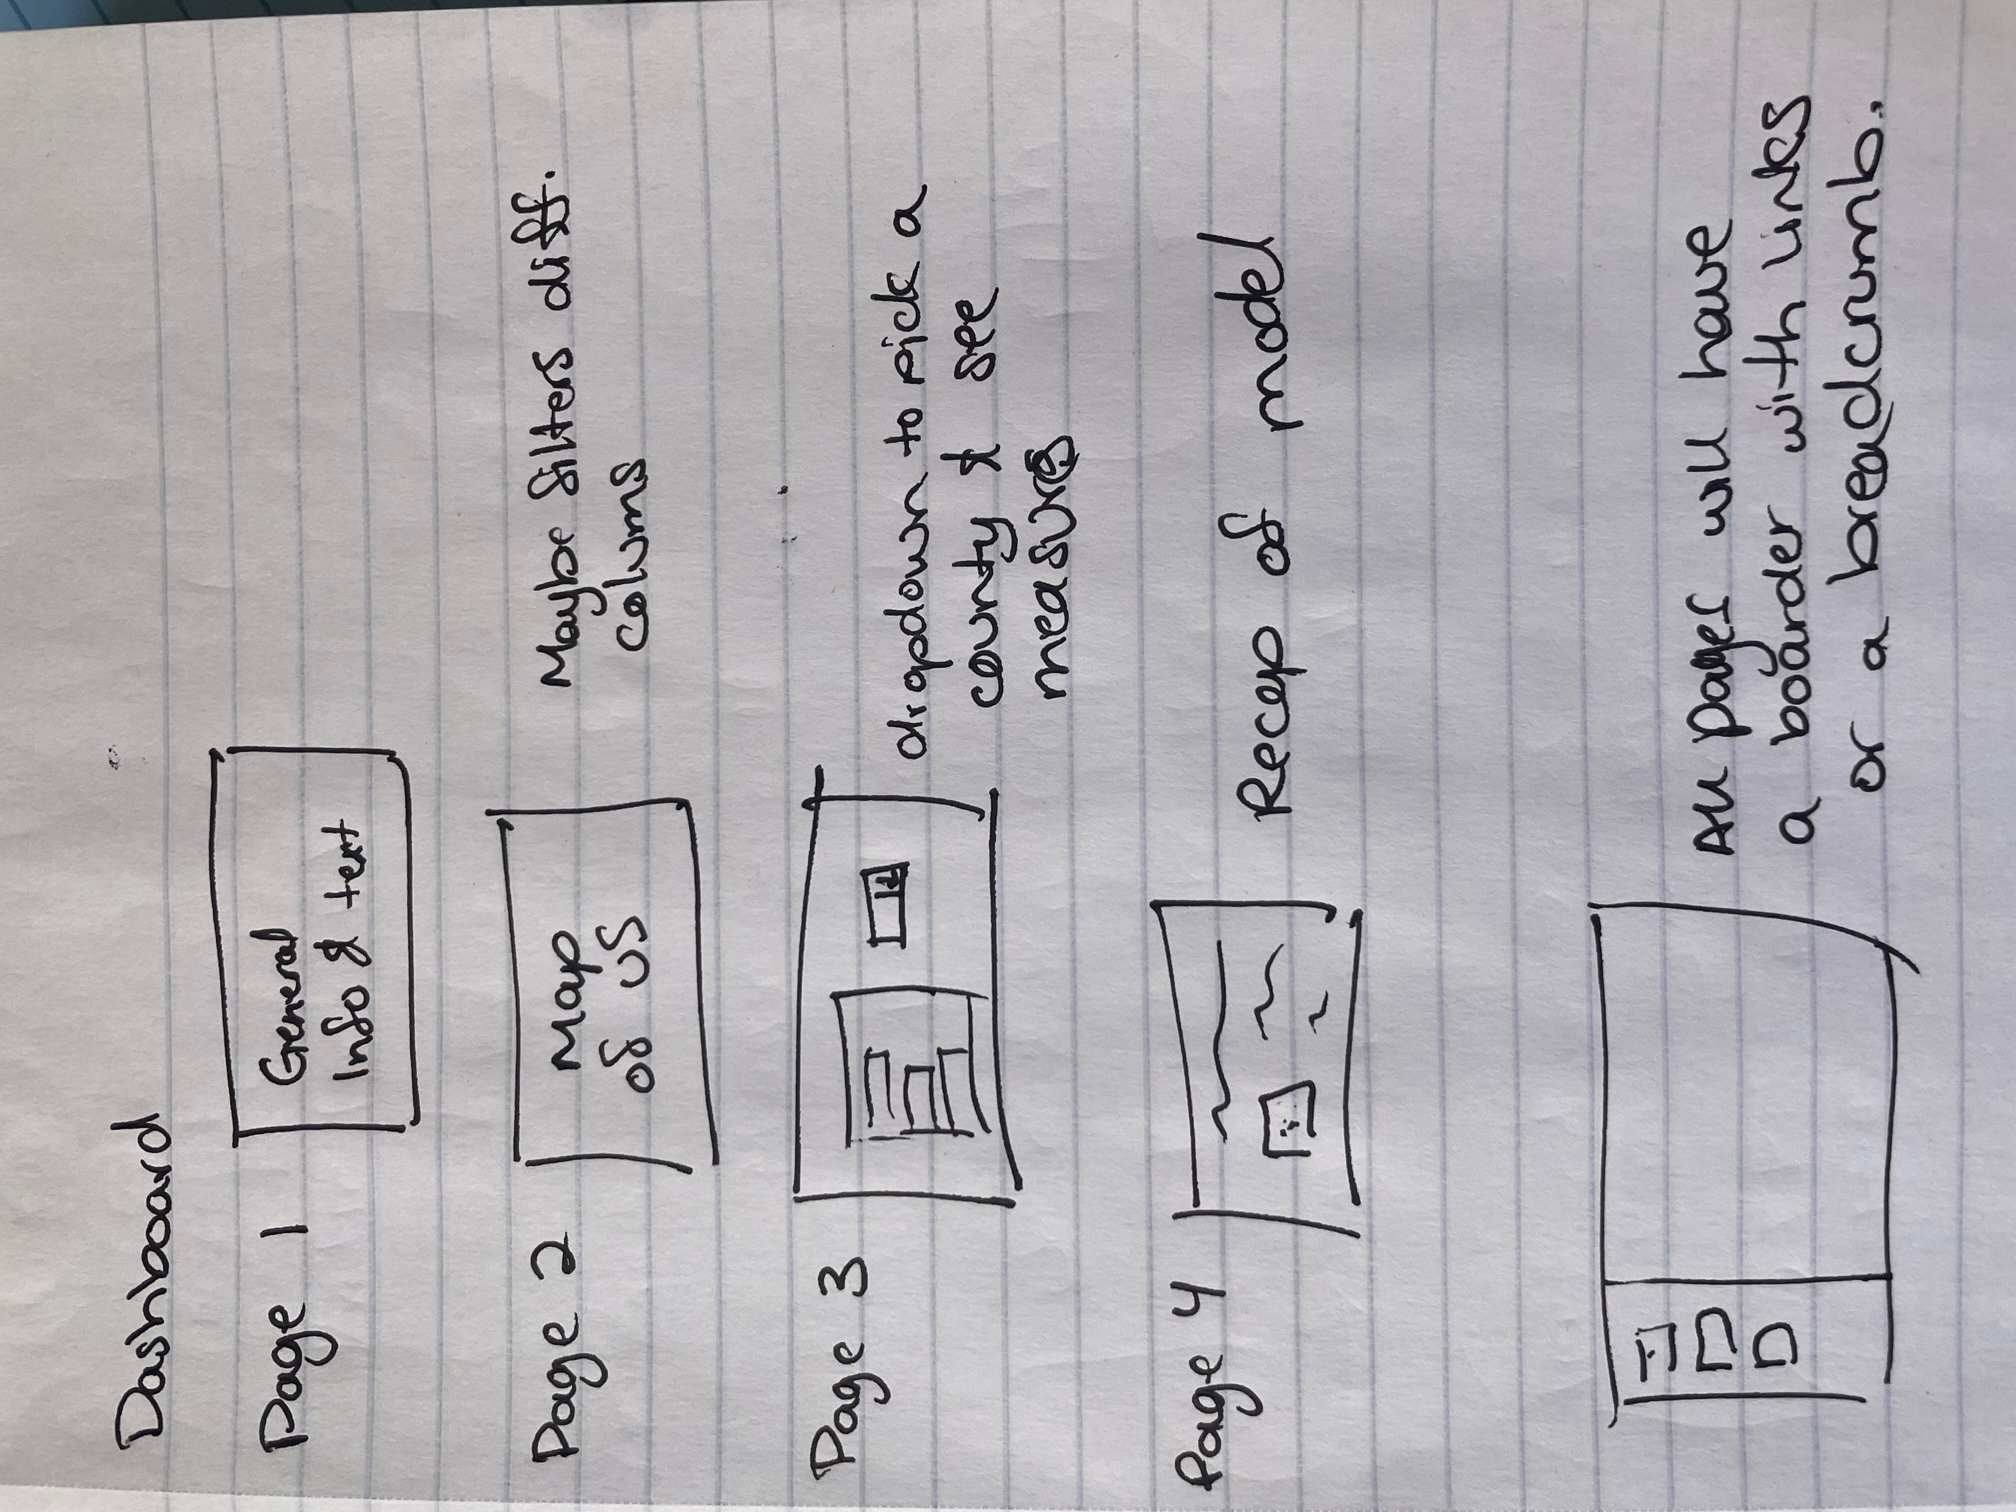 Dashboard
Page 1
General
Info & text
Page 2
Map
of US
Maybe filters diff.
colums
Page 3
dropdown to pick a
county & see
measures
Page 4
Recap of model
All pages will have
a boarder with links
or a breadcrumb.